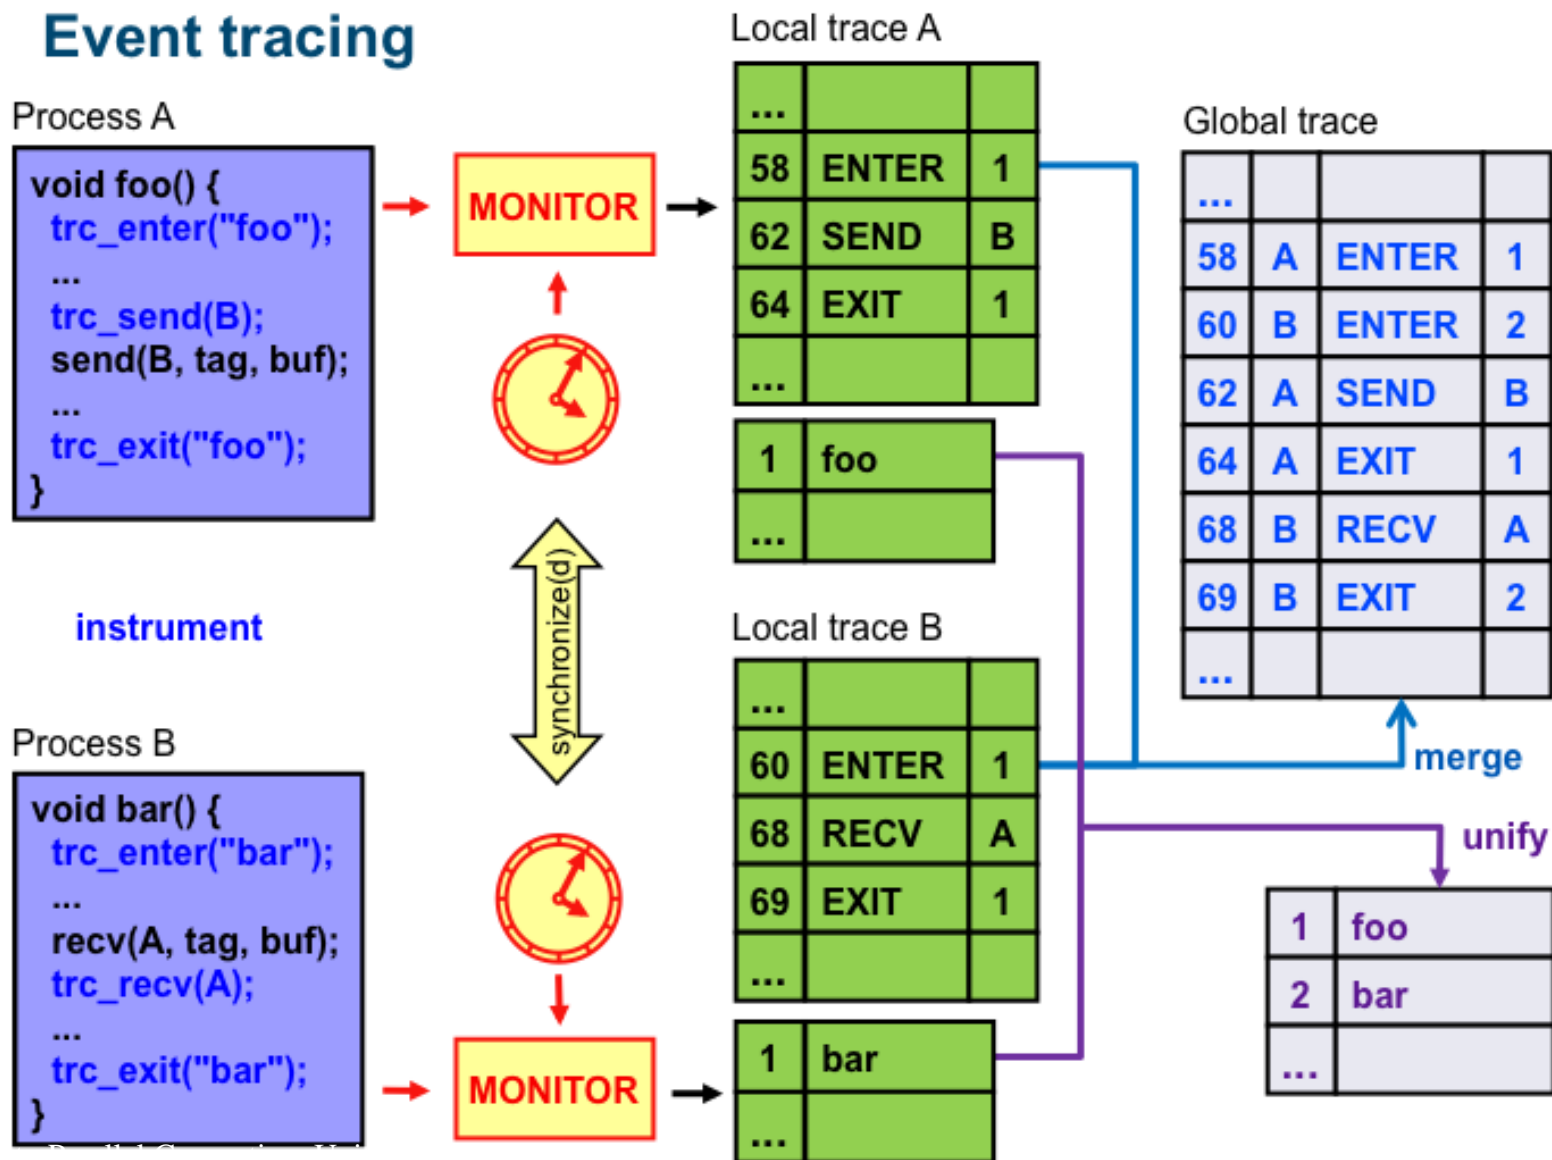 Event tracing
Process A
void foo() {
trc_enter("foo");
...
trc_send(B);
send(B, tag, buf);
...
trc_exit("foo");
}
MONITOR
synchronize(d)
instrument
Process B
void bar() {
trc_enter("bar");
...
recv(A, tag, buf);
trc_recv(A);
...
trc_exit("bar");
}
MONITOR
Local trace A
...
58 ENTER 1
62 SEND B
64 EXIT 1
...
1 foo
...
Local trace B
...
60 ENTER 1
68 RECV A
69 EXIT 1
...
1 bar
...
Global trace
...
58 A ENTER 1
60 B ENTER 2
62 A SEND B
64 A EXIT 1
68 B RECV A
69 B EXIT 2
...
merge
unify
1 foo
2 bar
...